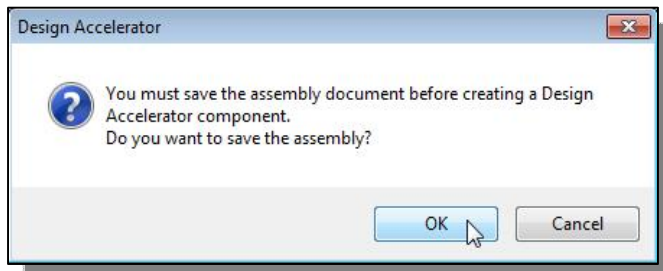 Design Accelerator
You must save the assembly document before creating a Design
Accelerator component.
Do you want to save the assembly?
OK
Cancel